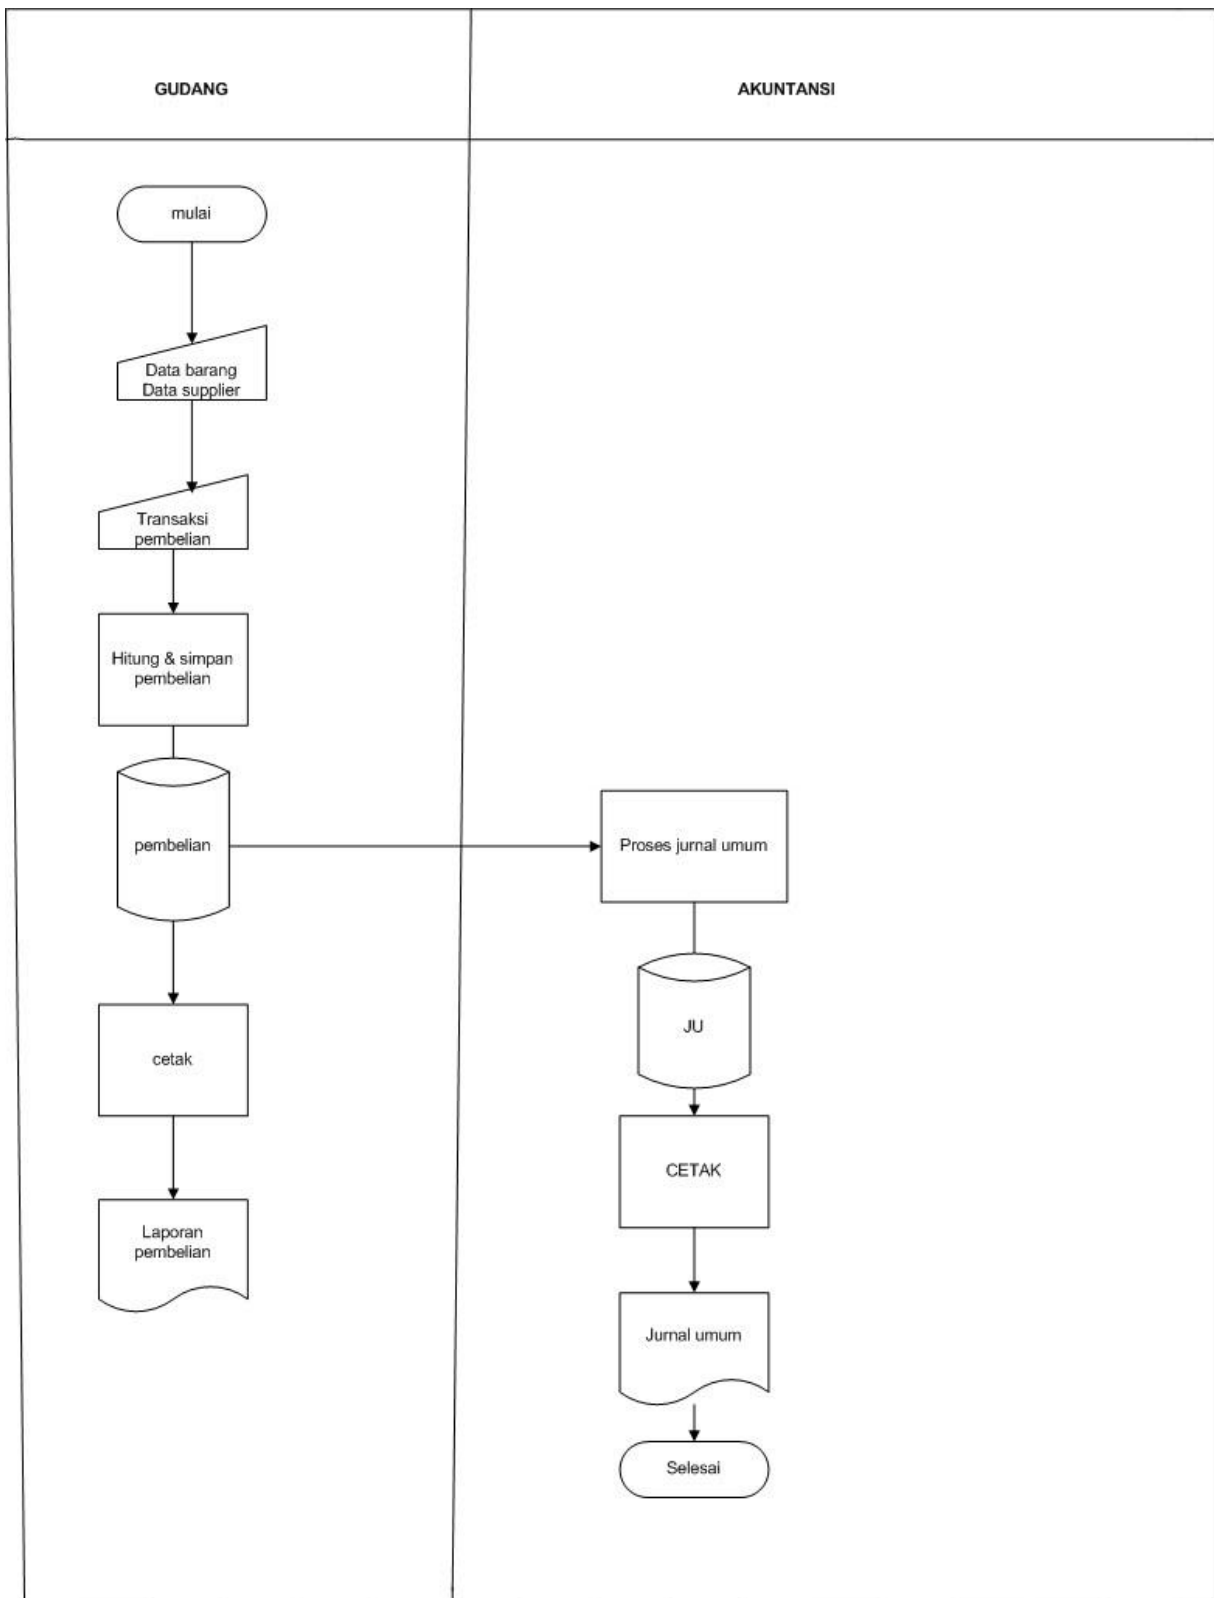 GUDANG
AKUNTANSI
mulai
Data barang
Data supplier
Transaksi
pembelian
Hitung & simpan
pembelian
pembelian
cetak
Laporan
pembelian
Proses jurnal umum
JU
CETAK
Jurnal umum
Selesai